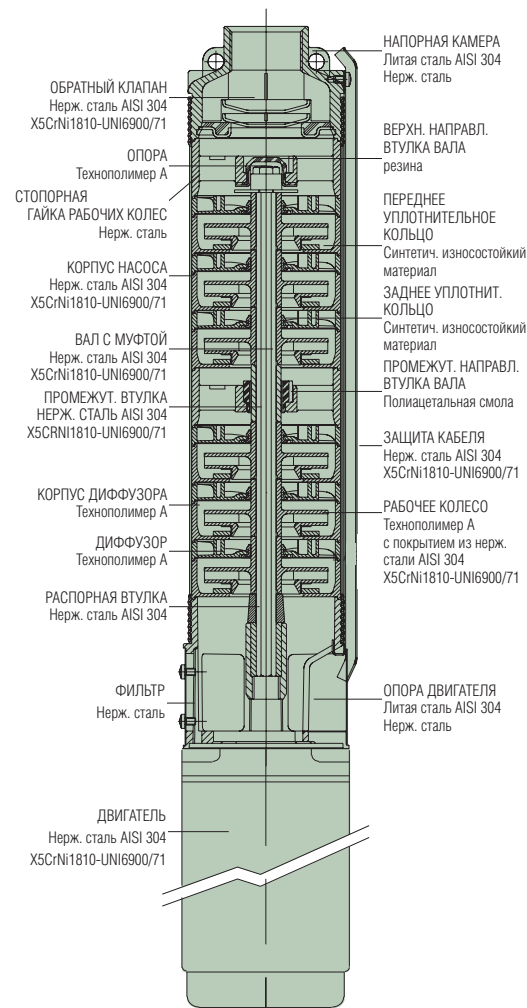 ОБРАТНЫЙ КЛАПАН
Нерж. сталь AISI 304
X5CrNi1810-UNI6900/71
ОПОРА
Технополимер А
СТОПОРНАЯ
ГАЙКА РАБОЧИХ КОЛЕС
Нерж. сталь
КОРПУС НАСОСА
Нерж. сталь AISI 304
X5CrNi1810-UNI6900/71
ВАЛ С МУФТОЙ
Нерж. сталь AISI 304
X5CrNi1810-UNI6900/71
ПРОМЕЖУТ. ВТУЛКА
НЕРЖ. СТАЛЬ AISI 304
X5CRNI1810-UNI6900/71
КОРПУС ДИФФУЗОРА
Технополимер А
ДИФФУЗОР
Технополимер А
РАСПОРНАЯ ВТУЛКА
Нерж. сталь AISI 304
ФИЛЬТР
Нерж. сталь
ДВИГАТЕЛЬ
Нерж. сталь AISI 304
X5CrNi1810-UNI6900/71
НАПОРНАЯ КАМЕРА
Литая сталь AISI 304
Нерж. сталь
ВЕРХН. НАПРАВЛ.
ВТУЛКА ВАЛА
резина
ПЕРЕДНЕЕ
УПЛОТНИТЕЛЬНОЕ
КОЛЬЦО
Синтетич. износостойкий
материал
ЗАДНЕЕ УПЛОТНИТ.
КОЛЬЦО
Синтетич. износостойкий
материал
ПРОМЕЖУТ. НАПРАВЛ.
ВТУЛКА ВАЛА
Полиацетальная смола
ЗАЩИТА КАБЕЛЯ
Нерж. сталь AISI 304
X5CrNi1810-UNI6900/71
РАБОЧЕЕ КОЛЕСО
Технополимер А
с покрытием из нерж.
стали AISI 304
X5CrNi1810-UNI6900/71
ОПОРА ДВИГАТЕЛЯ
Литая сталь AISI 304
Нерж. сталь